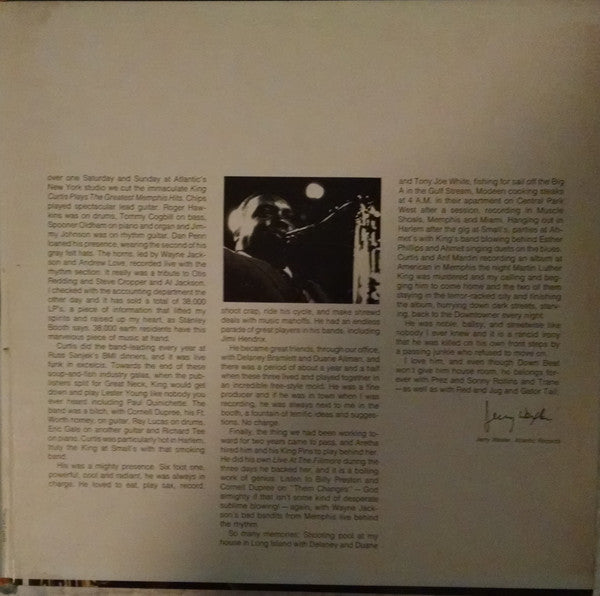 over one Saturday and Sunday at Atlantic's
New York studio we cut the immaculate King
Curtis Plays The Greatest Memphis Hits. Chips
played spectacular lead guitar. Roger Haw-
kins was on drums, Tommy Cogbill on bass,
Spooner Oldham on piano and organ and Jim-
my Johnson was on rhythm guitar. Dan Penn
loaned his presence, wearing the second of his
gray felt hats. The horns, led by Wayne Jack-
son and Andrew Love, recorded live with the
rhythm section. It really was a tribute to Otis
Redding and Steve Cropper and Al Jackson.
I checked with the accounting department the
other day and it has sold a total of 38,000
LP's, a piece of information that lifted my
spirits and raised up my heart, as Stanley
Booth says. 38,000 earth residents have this
marvelous piece of music at hand.
Curtis did the band-leading every year at
Russ Sanjek's BMI dinners, and it was live
funk in excelcis. Towards the end of these
soup-and-fish industry galas, when the pub-
lishers split for Great Neck, King would get
down and play Lester Young like nobody you
ever heard, including Paul Quinichette. The
band was a bitch, with Cornell Dupree, his Ft.
Worth homey, on guitar, Ray Lucas on drums,
Eric Gale on another guitar and Richard Tee
on piano. Curtis was particularly hot in Harlem,
truly the King at Small's with that smoking
band.
His was a mighty presence. Six foot one,
powerful, cool and radiant, he was always in
charge. He loved to eat, play sax, record,
shoot crap, ride his cycle, and make shrewd
deals with music mahoffs. He had an endless
parade of great players in his bands, including
Jimi Hendrix.
He became great friends, through our office,
with Delaney Bramlett and Duane Allman, and
there was a period of about a year and a half
when these three lived and played together in
an incredible free-style mold. He was a fine
producer and if he was in town when I was
recording, he was always next to me in the
booth, a fountain of terrific ideas and sugges-
tions. No charge.
Finally, the thing we had been working to-
ward for two years came to pass, and Aretha
hired him and his King Pins to play behind her.
He did his own Live At The Fillmore during the
three days he backed her, and it is a boiling
work of genius. Listen to Billy Preston and
Cornell Dupree on "Them Changes" — God
almighty if that isn't some kind of desperate
sublime blowing! — again, with Wayne Jack-
son's bad bandits from Memphis live behind
the rhythm.
So many memories: Shooting pool at my
house in Long Island with Delaney and Duane
and Tony Joe White, fishing for sail off the Big
A in the Gulf Stream, Modeen cooking steaks
at 4 A.M. in their apartment on Central Park
West after a session, recording in Muscle
Shoals, Memphis and Miami. Hanging out in
Harlem after the gig at Small's, parties at Ah-
met's with King's band blowing behind Esther
Phillips and Ahmet singing duets on the blues.
Curtis and Arif Mardin recording an album at
American in Memphis the night Martin Luther
King was murdered and my calling and beg-
ging him to come home and the two of them
staying in the terror-racked city and finishing
the album, hurrying down dark streets, starv-
ing, back to the Downtowner every night.
He was noble, ballsy, and streetwise like
nobody I ever knew and it is a rancid irony
that he was killed on his own front steps by
a passing junkie who refused to move on.
I love him, and even though Down Beat
won't give him house room, he belongs for-
ever with Prez and Sonny Rollins and Trane
— as well as with Red and Jug and Gator Tail.
Jerry Wexler
Jerry Wexler, Atlantic Records